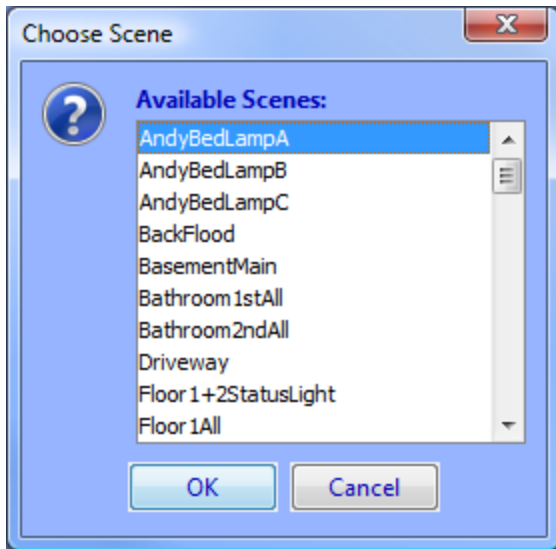 Choose Scene
Available Scenes:
AndyBedLampA
AndyBedLampB
AndyBedLampC
BackFlood
BasementMain
Bathroom1stAll
Bathroom2ndAll
Driveway
Floor1+2StatusLight
Floor1All
OK Cancel